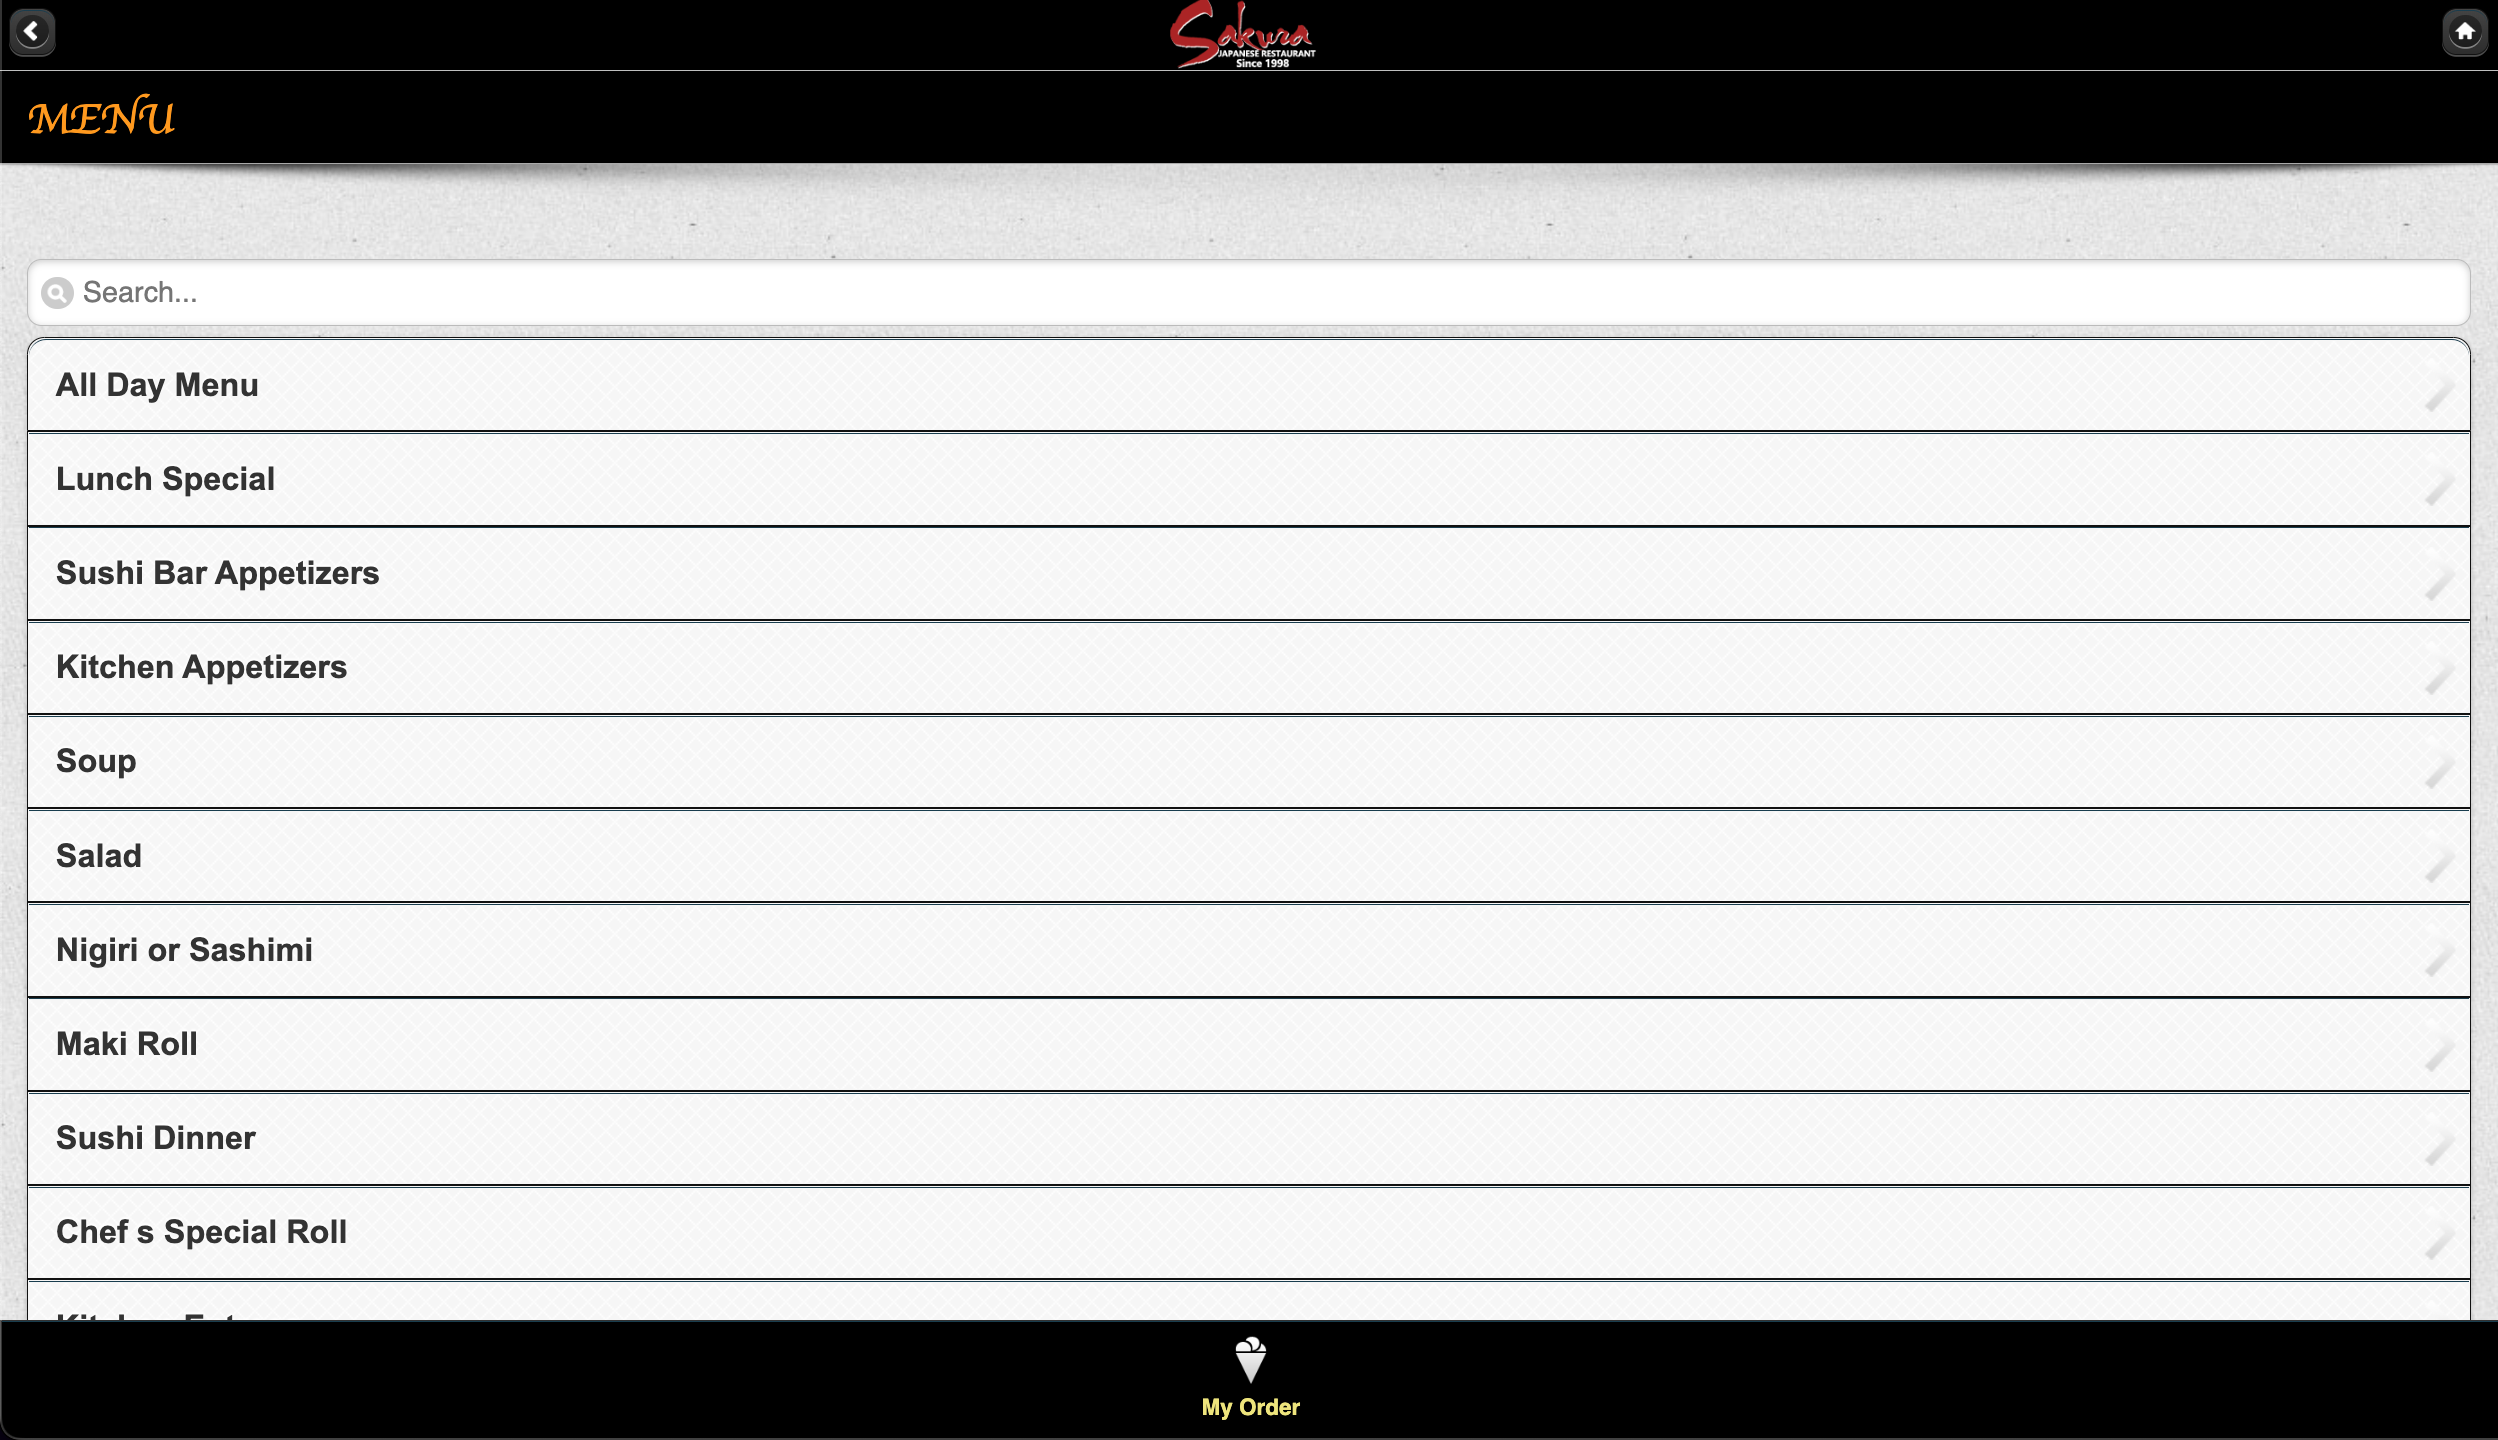 Sakura
JAPANESE RESTAURANT
Since 1998
MENU
Search...
All Day Menu
Lunch Special
Sushi Bar Appetizers
Kitchen Appetizers
Soup
Salad
Nigiri or Sashimi
Maki Roll
Sushi Dinner
Chef s Special Roll
My Order